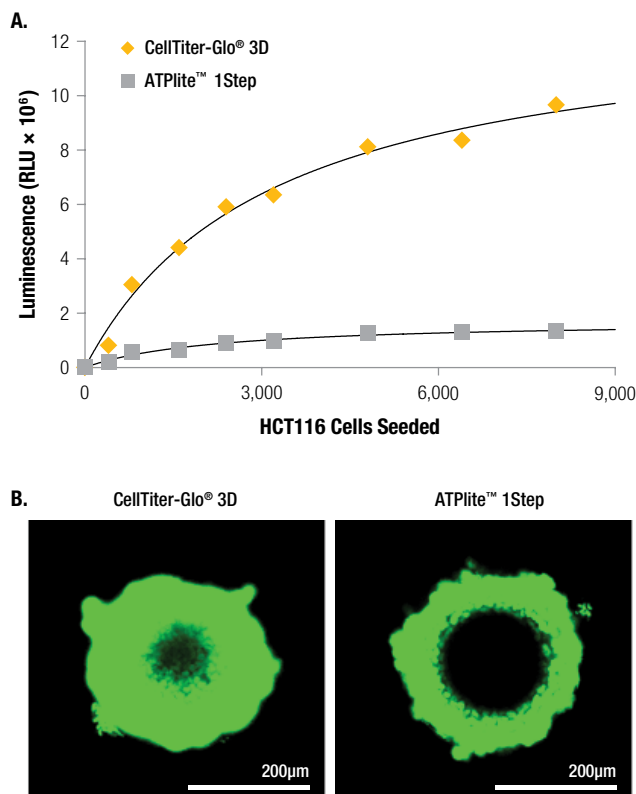 A.
12
10
8
6
4
2
0
Luminescence (RLU × 10⁶)
CellTiter-Glo® 3D
ATPlite™ 1Step
0 3,000 6,000 9,000
HCT116 Cells Seeded
B.
CellTiter-Glo® 3D ATPlite™ 1Step
200µm 200µm